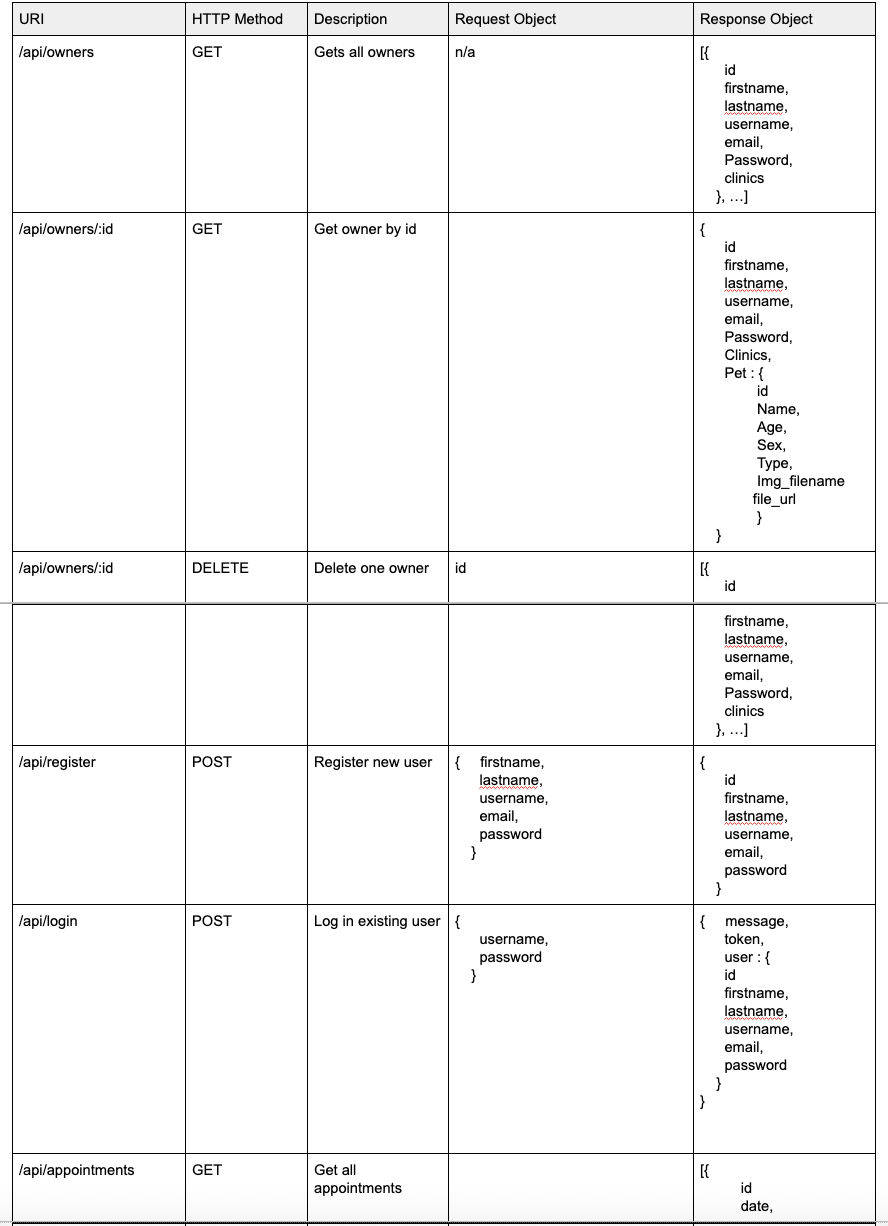 URI HTTP Method Description Request Object Response Object
/api/owners GET Gets all owners n/a [{
id
firstname,
lastname,
username,
email,
Password,
clinics
}, ...]
/api/owners/:id GET Get owner by id {
id
firstname,
lastname,
username,
email,
Password,
Clinics,
Pet : {
id
Name,
Age,
Sex,
Type,
Img_filename
file_url
}
}
/api/owners/:id DELETE Delete one owner id [{
id
firstname,
lastname,
username,
email,
Password,
clinics
}, ...]
/api/register POST Register new user { firstname, {
lastname, id
username, firstname,
email, lastname,
password username,
} email,
password
}
/api/login POST Log in existing user { { message,
username, token,
password user : {
} id
firstname,
lastname,
username,
email,
password
}
}
/api/appointments GET Get all [{
appointments id
date,